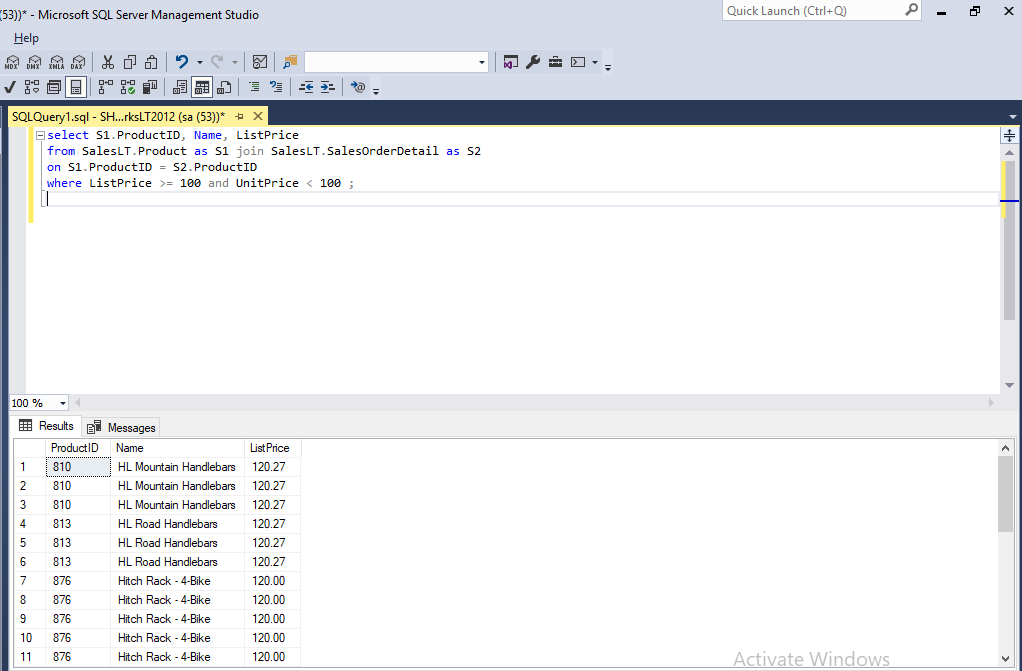 (53))* - Microsoft SQL Server Management Studio
Quick Launch (Ctrl+Q)
Help
MDX DMX XMLA DAX
SQLQuery1.sql - SH...rksLT2012 (sa (53))*
select S1.ProductID, Name, ListPrice
from SalesLT.Product as S1 join SalesLT.SalesOrderDetail as S2
on S1.ProductID = S2.ProductID
where ListPrice >= 100 and UnitPrice < 100 ;
100 %
Results Messages
ProductID Name ListPrice
1 810 HL Mountain Handlebars 120.27
2 810 HL Mountain Handlebars 120.27
3 810 HL Mountain Handlebars 120.27
4 813 HL Road Handlebars 120.27
5 813 HL Road Handlebars 120.27
6 813 HL Road Handlebars 120.27
7 876 Hitch Rack - 4-Bike 120.00
8 876 Hitch Rack - 4-Bike 120.00
9 876 Hitch Rack - 4-Bike 120.00
10 876 Hitch Rack - 4-Bike 120.00
11 876 Hitch Rack - 4-Bike 120.00
Activate Windows